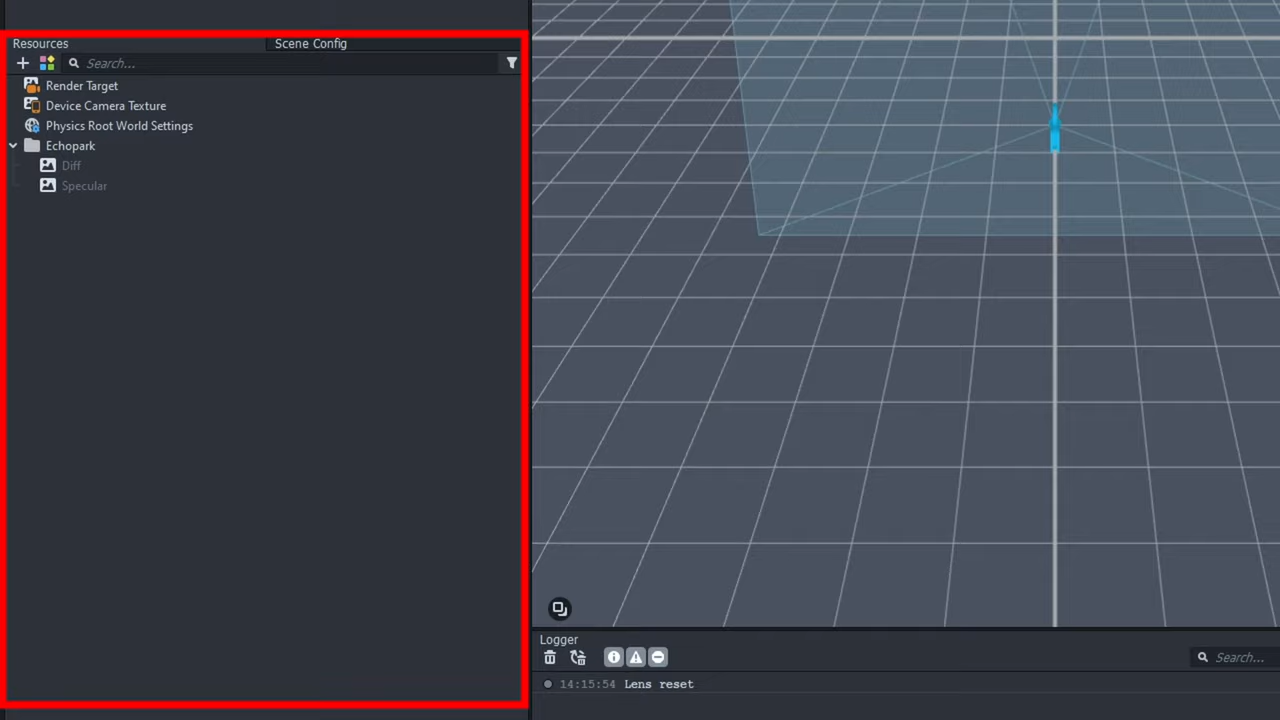 Resources
Scene Config
Search...
Render Target
Device Camera Texture
Physics Root World Settings
Echopark
Diff
Specular
Logger
Search...
14:15:54 Lens reset